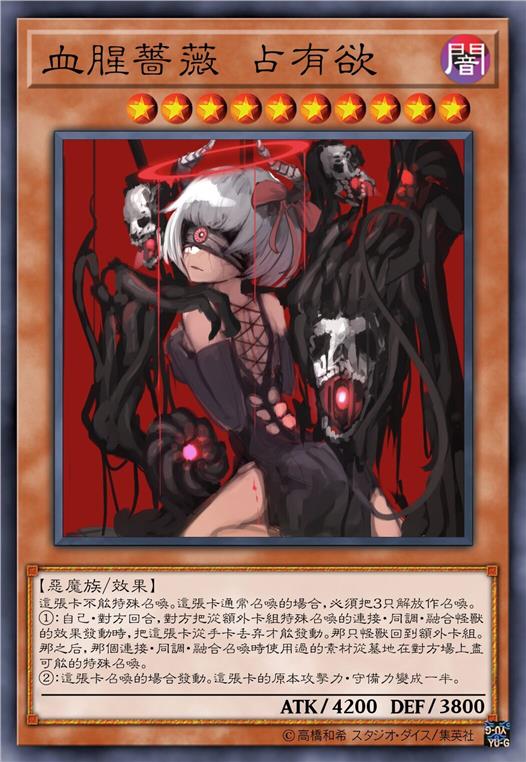 血腥薔薇 占有欲
闇
【惡魔族/效果】
這張卡不能特殊召喚。這張卡通常召喚的場合,必須把3只解放作召喚。
①:自己·對方回合,對方把從額外卡組特殊召喚的連接·同調·融合怪獸
的效果發動時,把這張卡從手卡去弃才能發動。那只怪獸回到額外卡組。
那之后,那個連接·同調·融合召喚時使用過的素材從墓地在對方場上盡
可能的特殊召喚。
②:這張卡召喚的場合發動。這張卡的原本攻擊力·守備力變成一半。
ATK/4200 DEF/3800
©高橋和希 スタジオ・ダイス/集英社
YU-G